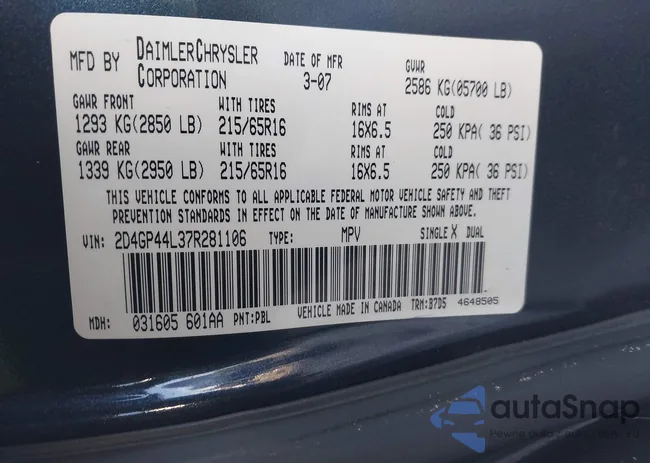 MFD BY DAIMLERCHRYSLER CORPORATION DATE OF MFR 3-07 GVWR 2586 KG(05700 LB)
GAWR FRONT WITH TIRES RIMS AT COLD
1293 KG(2850 LB) 215/65R16 16X6.5 250 KPA( 36 PSI)
GAWR REAR WITH TIRES RIMS AT COLD
1339 KG(2950 LB) 215/65R16 16X6.5 250 KPA( 36 PSI)
THIS VEHICLE CONFORMS TO ALL APPLICABLE FEDERAL MOTOR VEHICLE SAFETY AND THEFT
PREVENTION STANDARDS IN EFFECT ON THE DATE OF MANUFACTURE SHOWN ABOVE.
VIN: 2D4GP44L37R281106 TYPE: MPV SINGLE X DUAL
MDH: 031605 601AA PNT:PBL VEHICLE MADE IN CANADA TRM:B7D5 4648505
autaSnap